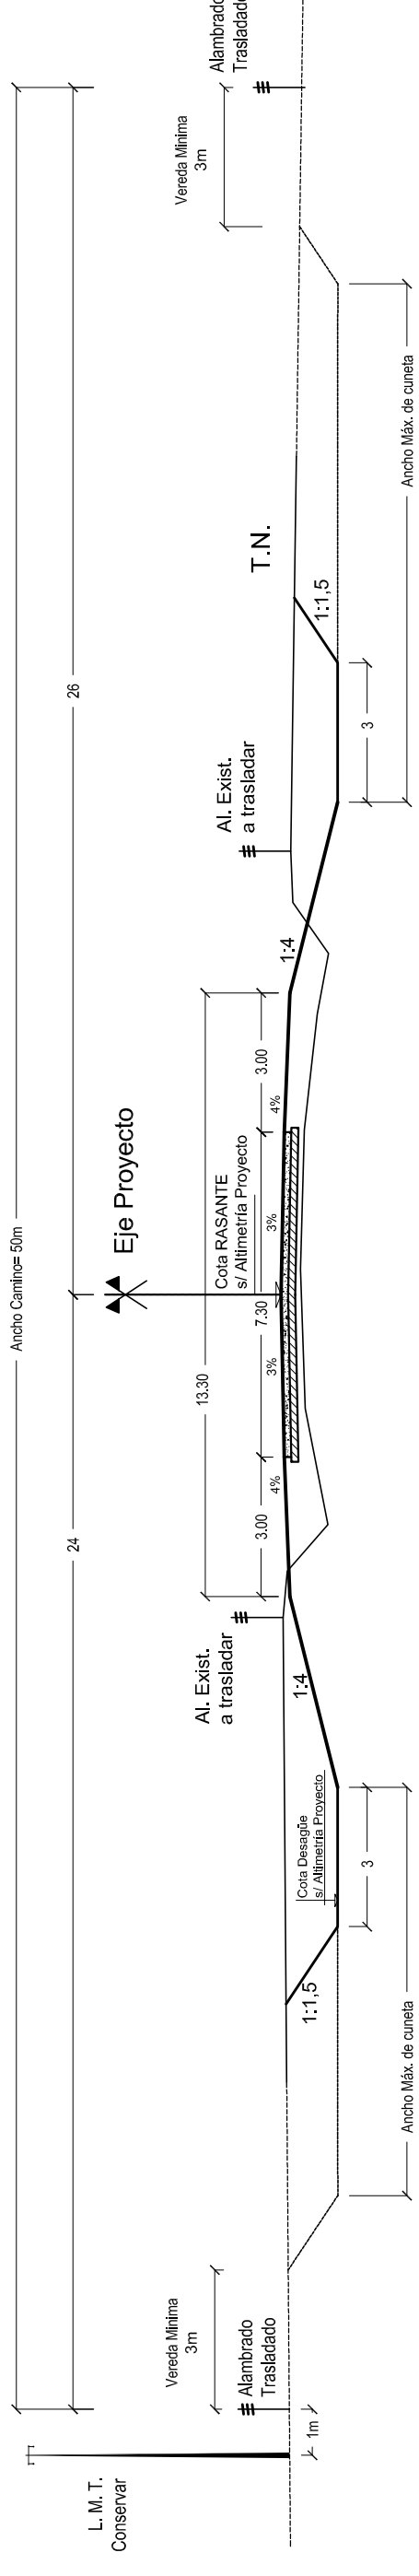 Ancho Camino= 50m
24
26
Eje Proyecto
L. M. T.
Conservar
Vereda Minima
3m
Alambrado
Trasladado
1m
Al. Exist.
a trasladar
13.30
Cota RASANTE
s/ Altimetría Proyecto
3.00
7.30
3.00
4%
3%
3%
4%
Al. Exist.
a trasladar
T.N.
Vereda Minima
3m
Alambrado
Trasladado
1:1,5
Cota Desagüe
s/ Altimetría Proyecto
1:4
1:4
1:1,5
3
3
Ancho Máx. de cuneta
Ancho Máx. de cuneta